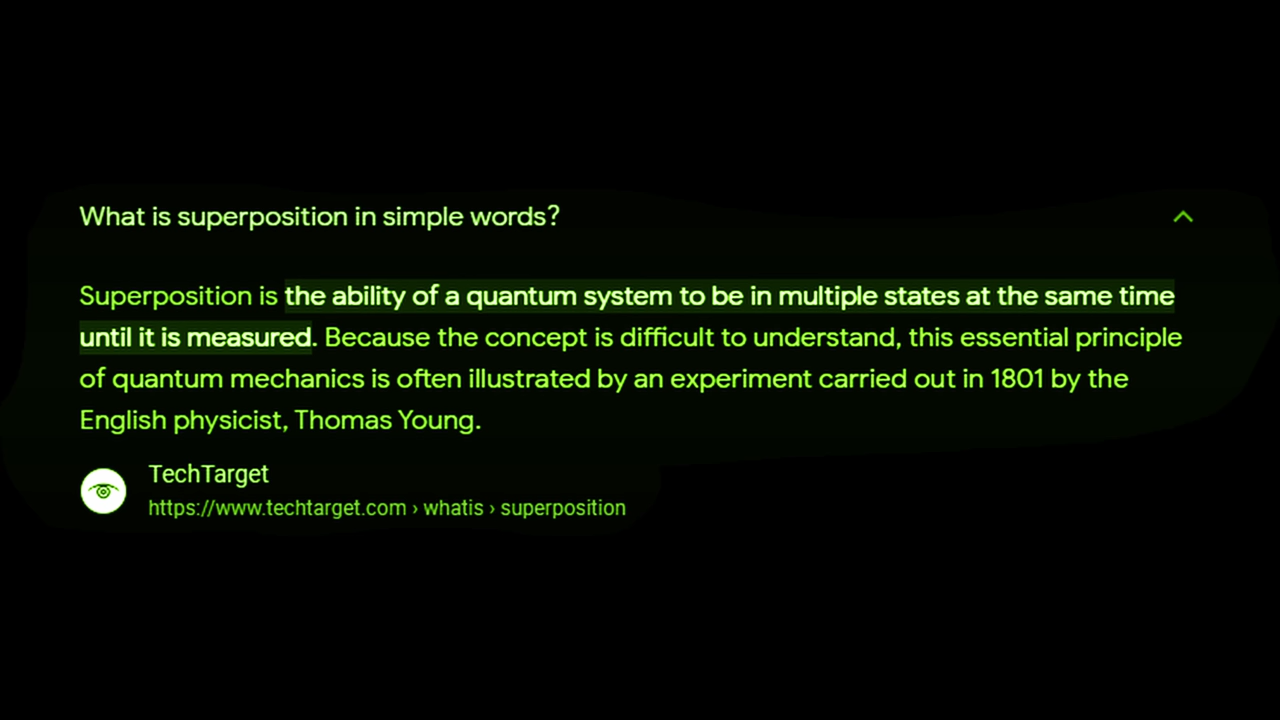 What is superposition in simple words?
Superposition is the ability of a quantum system to be in multiple states at the same time
until it is measured. Because the concept is difficult to understand, this essential principle
of quantum mechanics is often illustrated by an experiment carried out in 1801 by the
English physicist, Thomas Young.
TechTarget
https://www.techtarget.com › whatis › superposition